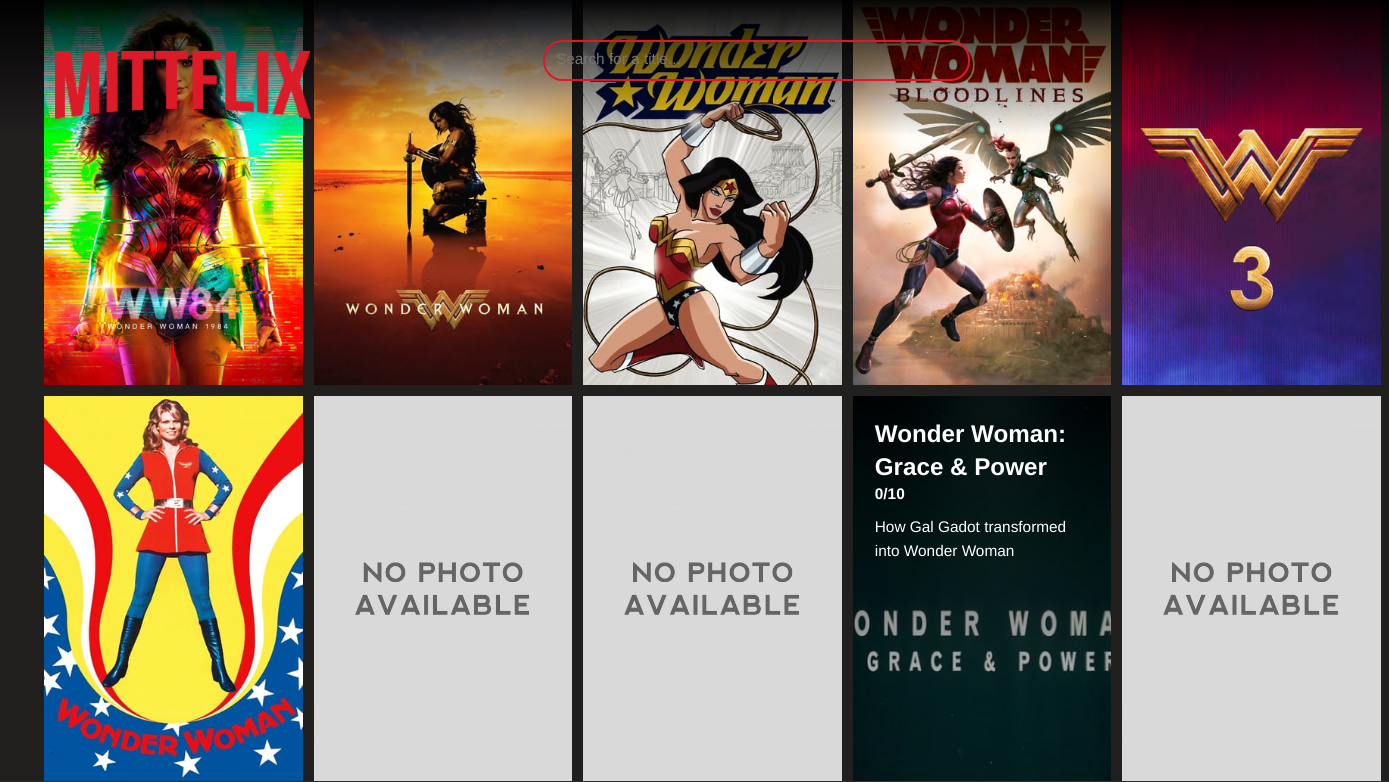 MITTFLIX
Search for a title...
WW84
WONDER WOMAN 1984
WONDER WOMAN
Wonder
Woman
WONDER
WOMAN:
BLOODLINES
3
WONDER WOMAN
NO PHOTO
AVAILABLE
NO PHOTO
AVAILABLE
Wonder Woman:
Grace & Power
0/10
How Gal Gadot transformed
into Wonder Woman
ONDER WOMA
GRACE & POWER
NO PHOTO
AVAILABLE